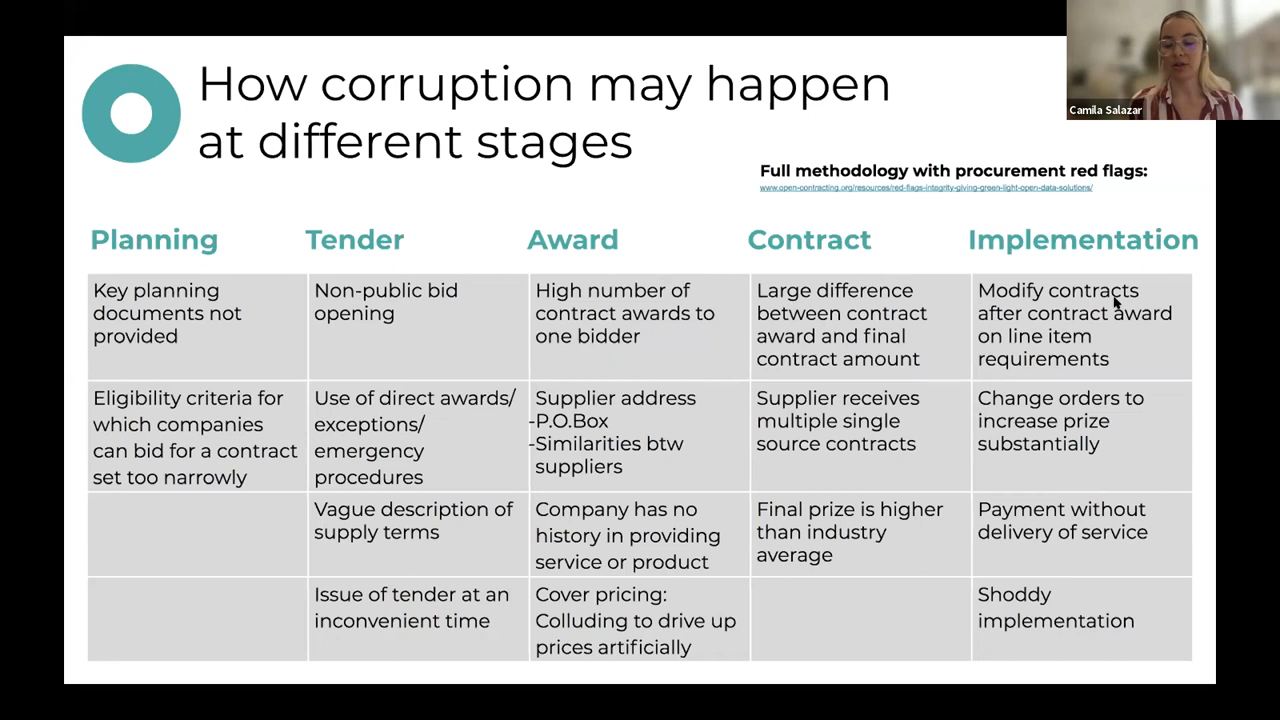 How corruption may happen
at different stages
Camila Salazar
Full methodology with procurement red flags:
www.open-contracting.org/resources/red-flags-integrity-giving-green-light-open-data-solutions/
Planning
Tender
Award
Contract
Implementation
Key planning
documents not
provided
Non-public bid
opening
High number of
contract awards to
one bidder
Large difference
between contract
award and final
contract amount
Modify contracts
after contract award
on line item
requirements
Eligibility criteria for
which companies
can bid for a contract
set too narrowly
Use of direct awards/
exceptions/
emergency
procedures
Supplier address
-P.O.Box
-Similarities btw
suppliers
Supplier receives
multiple single
source contracts
Change orders to
increase prize
substantially
Vague description of
supply terms
Company has no
history in providing
service or product
Final prize is higher
than industry
average
Payment without
delivery of service
Issue of tender at an
inconvenient time
Cover pricing:
Colluding to drive up
prices artificially
Shoddy
implementation